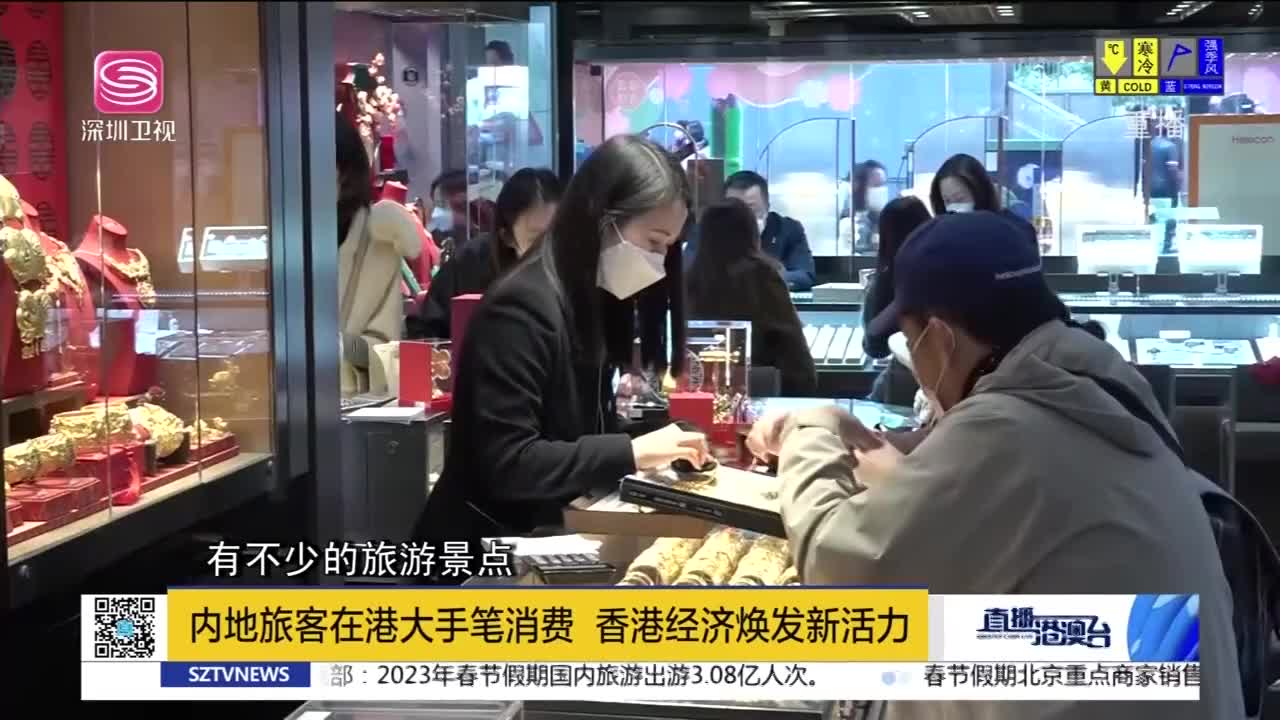 深圳卫视
℃
寒冷
强季风
黄
COLD
蓝
重播
有不少的旅游景点
内地旅客在港大手笔消费 香港经济焕发新活力
直播港澳台
SZTVNEWS
部：2023年春节假期国内旅游出游3.08亿人次。
春节假期北京重点商家销售